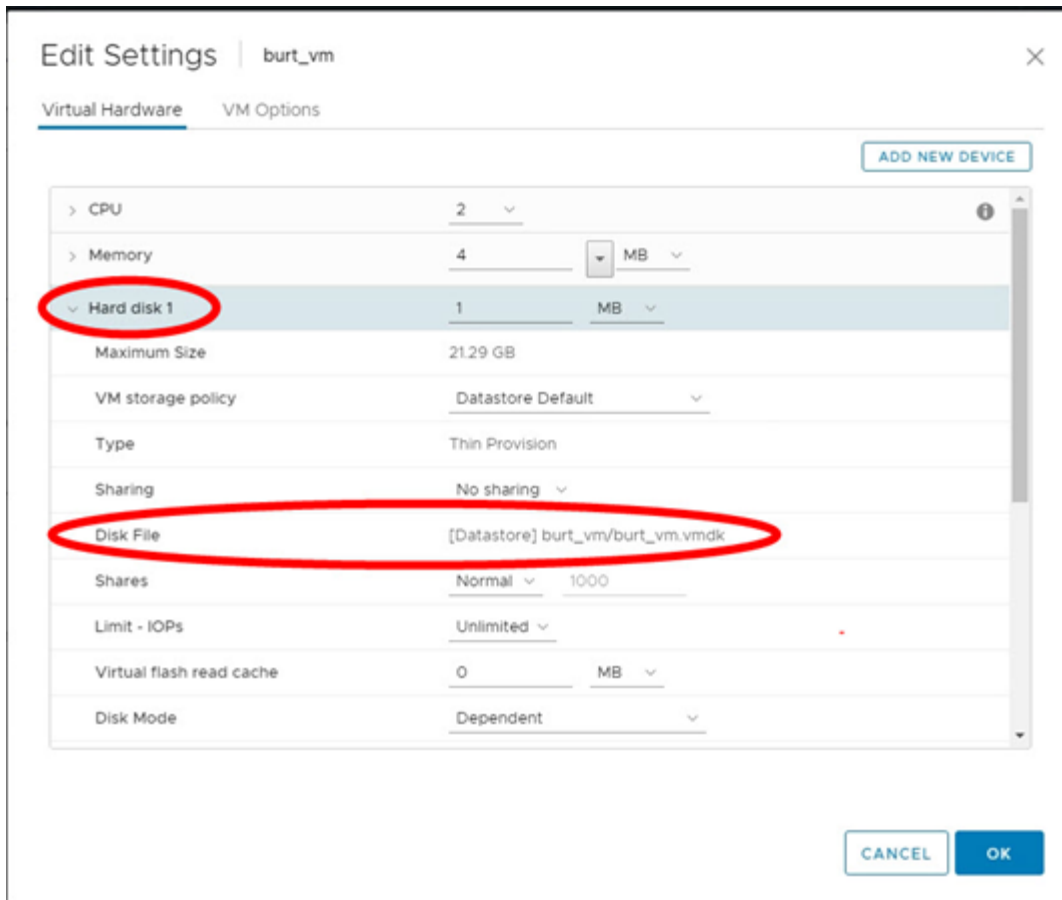 Edit Settings burt_vm
Virtual Hardware VM Options
ADD NEW DEVICE
CPU 2
Memory 4 MB
Hard disk 1 1 MB
Maximum Size 21.29 GB
VM storage policy Datastore Default
Type Thin Provision
Sharing No sharing
Disk File [Datastore] burt_vm/burt_vm.vmdk
Shares Normal 1000
Limit - IOPs Unlimited
Virtual flash read cache 0 MB
Disk Mode Dependent
CANCEL OK